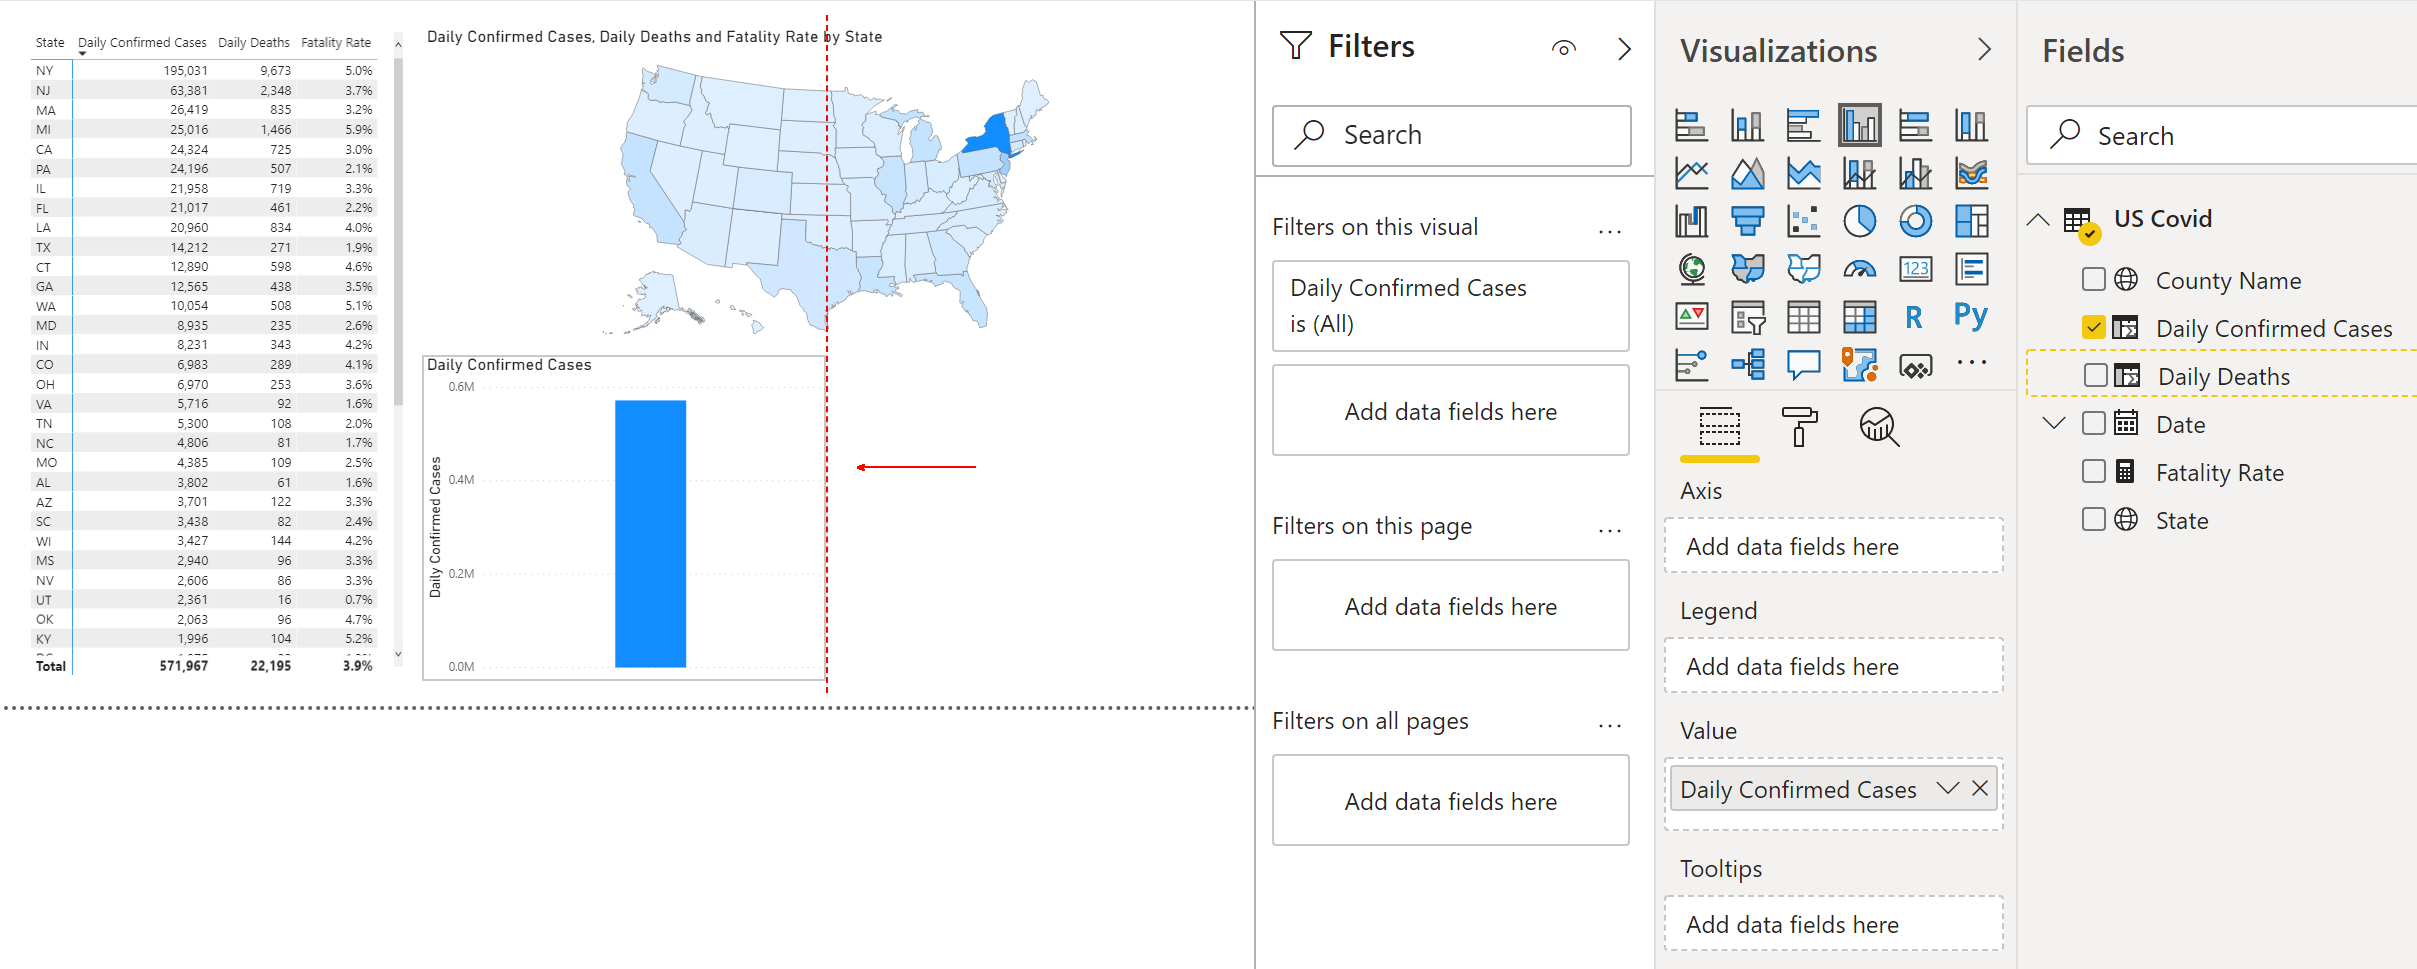 State Daily Confirmed Cases Daily Deaths Fatality Rate
NY 195,031 9,673 5.0%
NJ 63,381 2,348 3.7%
MA 26,419 835 3.2%
MI 25,016 1,466 5.9%
CA 24,324 725 3.0%
PA 24,196 507 2.1%
IL 21,958 719 3.3%
FL 21,017 461 2.2%
LA 20,960 834 4.0%
TX 14,212 271 1.9%
CT 12,890 598 4.6%
GA 12,565 438 3.5%
WA 10,054 508 5.1%
MD 8,935 235 2.6%
IN 8,231 343 4.2%
CO 6,983 289 4.1%
OH 6,970 253 3.6%
VA 5,716 92 1.6%
TN 5,300 108 2.0%
NC 4,806 81 1.7%
MO 4,385 109 2.5%
AL 3,802 61 1.6%
AZ 3,701 122 3.3%
SC 3,438 82 2.4%
WI 3,427 144 4.2%
MS 2,940 96 3.3%
NV 2,606 86 3.3%
UT 2,361 16 0.7%
OK 2,063 96 4.7%
KY 1,996 104 5.2%
Total 571,967 22,195 3.9%
Daily Confirmed Cases, Daily Deaths and Fatality Rate by State
Daily Confirmed Cases
0.6M
0.4M
0.2M
0.0M
Daily Confirmed Cases
Filters
Search
Filters on this visual ...
Daily Confirmed Cases
is (All)
Add data fields here
Filters on this page ...
Add data fields here
Filters on all pages ...
Add data fields here
Visualizations
123
R Py
...
Axis
Add data fields here
Legend
Add data fields here
Value
Daily Confirmed Cases
Tooltips
Add data fields here
Fields
Search
US Covid
County Name
Daily Confirmed Cases
Daily Deaths
Date
Fatality Rate
State